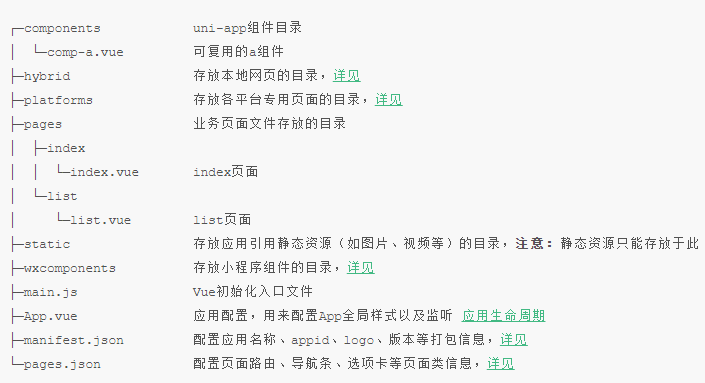 ┌─components uni-app组件目录
│ └─comp-a.vue 可复用的a组件
├─hybrid 存放本地网页的目录，详见
├─platforms 存放各平台专用页面的目录，详见
├─pages 业务页面文件存放的目录
│ ├─index
│ │ └─index.vue index页面
│ └─list
│ └─list.vue list页面
├─static 存放应用引用静态资源（如图片、视频等）的目录，注意：静态资源只能存放于此
├─wxcomponents 存放小程序组件的目录，详见
├─main.js Vue初始化入口文件
├─App.vue 应用配置，用来配置App全局样式以及监听 应用生命周期
├─manifest.json 配置应用名称、appid、logo、版本等打包信息，详见
└─pages.json 配置页面路由、导航条、选项卡等页面类信息，详见